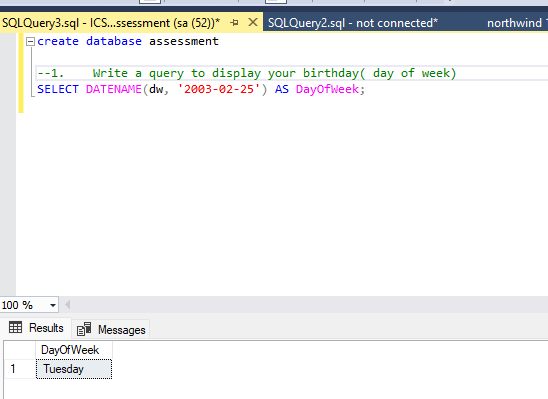 SQLQuery3.sql - ICS...ssessment (sa (52))* SQLQuery2.sql - not connected* northwind
create database assessment
--1. Write a query to display your birthday( day of week)
SELECT DATENAME(dw, '2003-02-25') AS DayOfWeek;
100 %
Results Messages
DayOfWeek
1 Tuesday